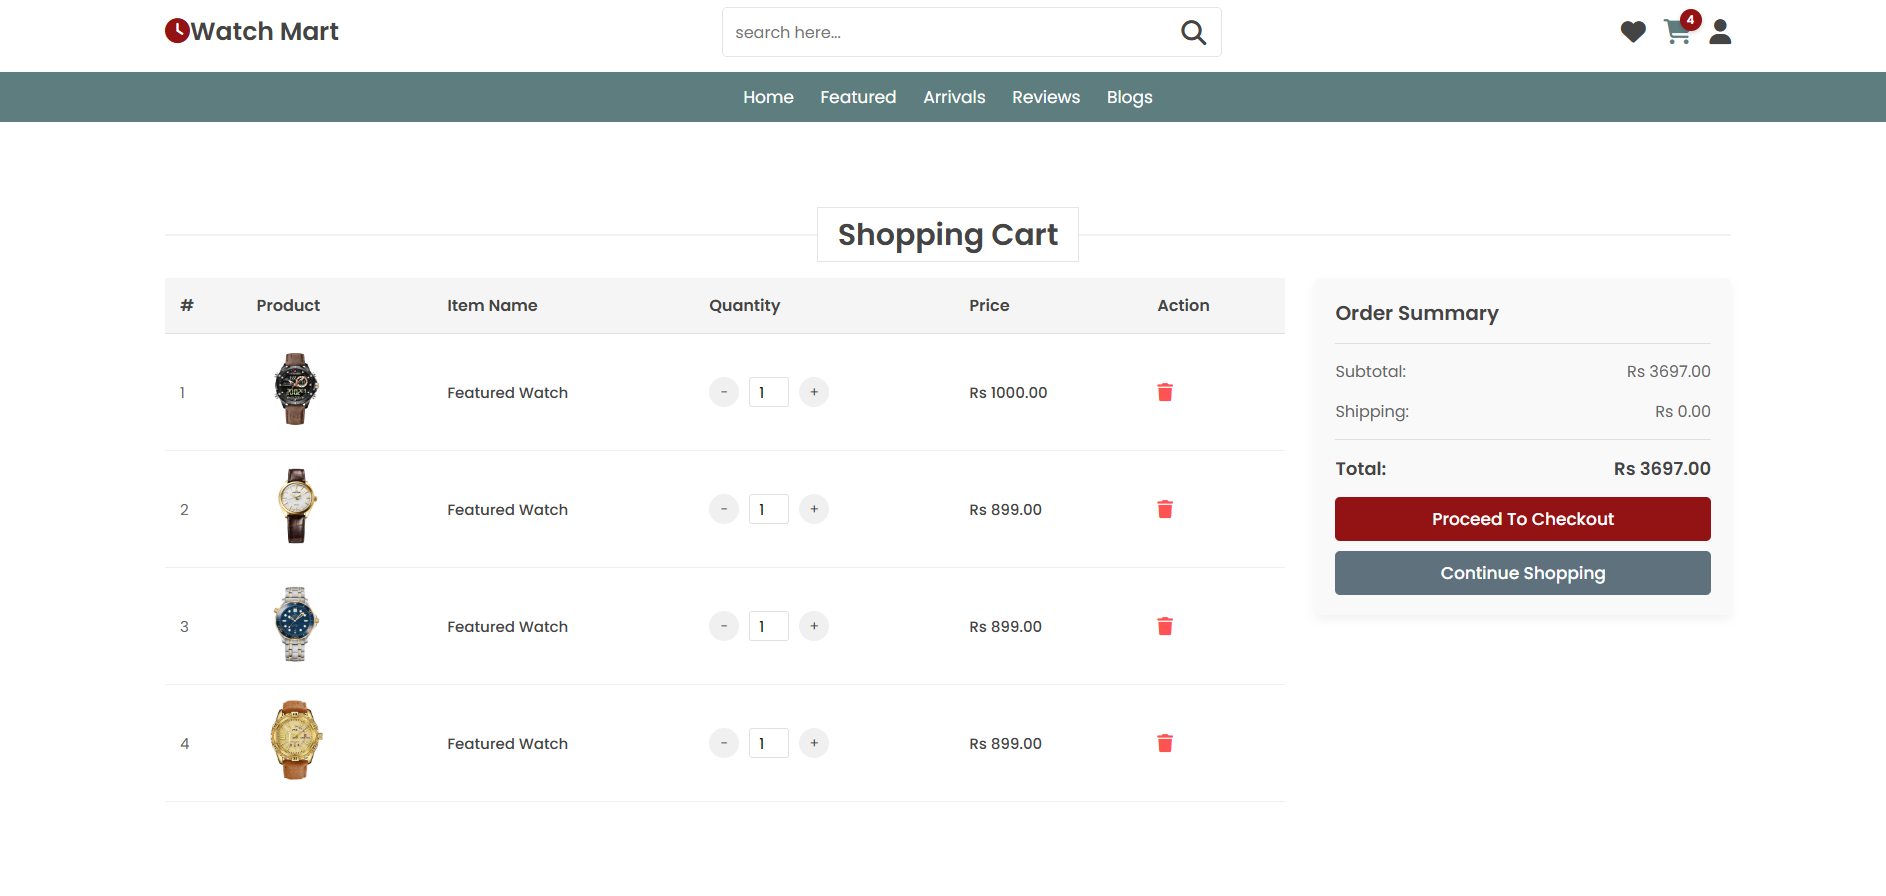 Watch Mart
search here...
4
Home Featured Arrivals Reviews Blogs
Shopping Cart
# Product Item Name Quantity Price Action
1 Featured Watch - 1 + Rs 1000.00
2 Featured Watch - 1 + Rs 899.00
3 Featured Watch - 1 + Rs 899.00
4 Featured Watch - 1 + Rs 899.00
Order Summary
Subtotal: Rs 3697.00
Shipping: Rs 0.00
Total: Rs 3697.00
Proceed To Checkout
Continue Shopping